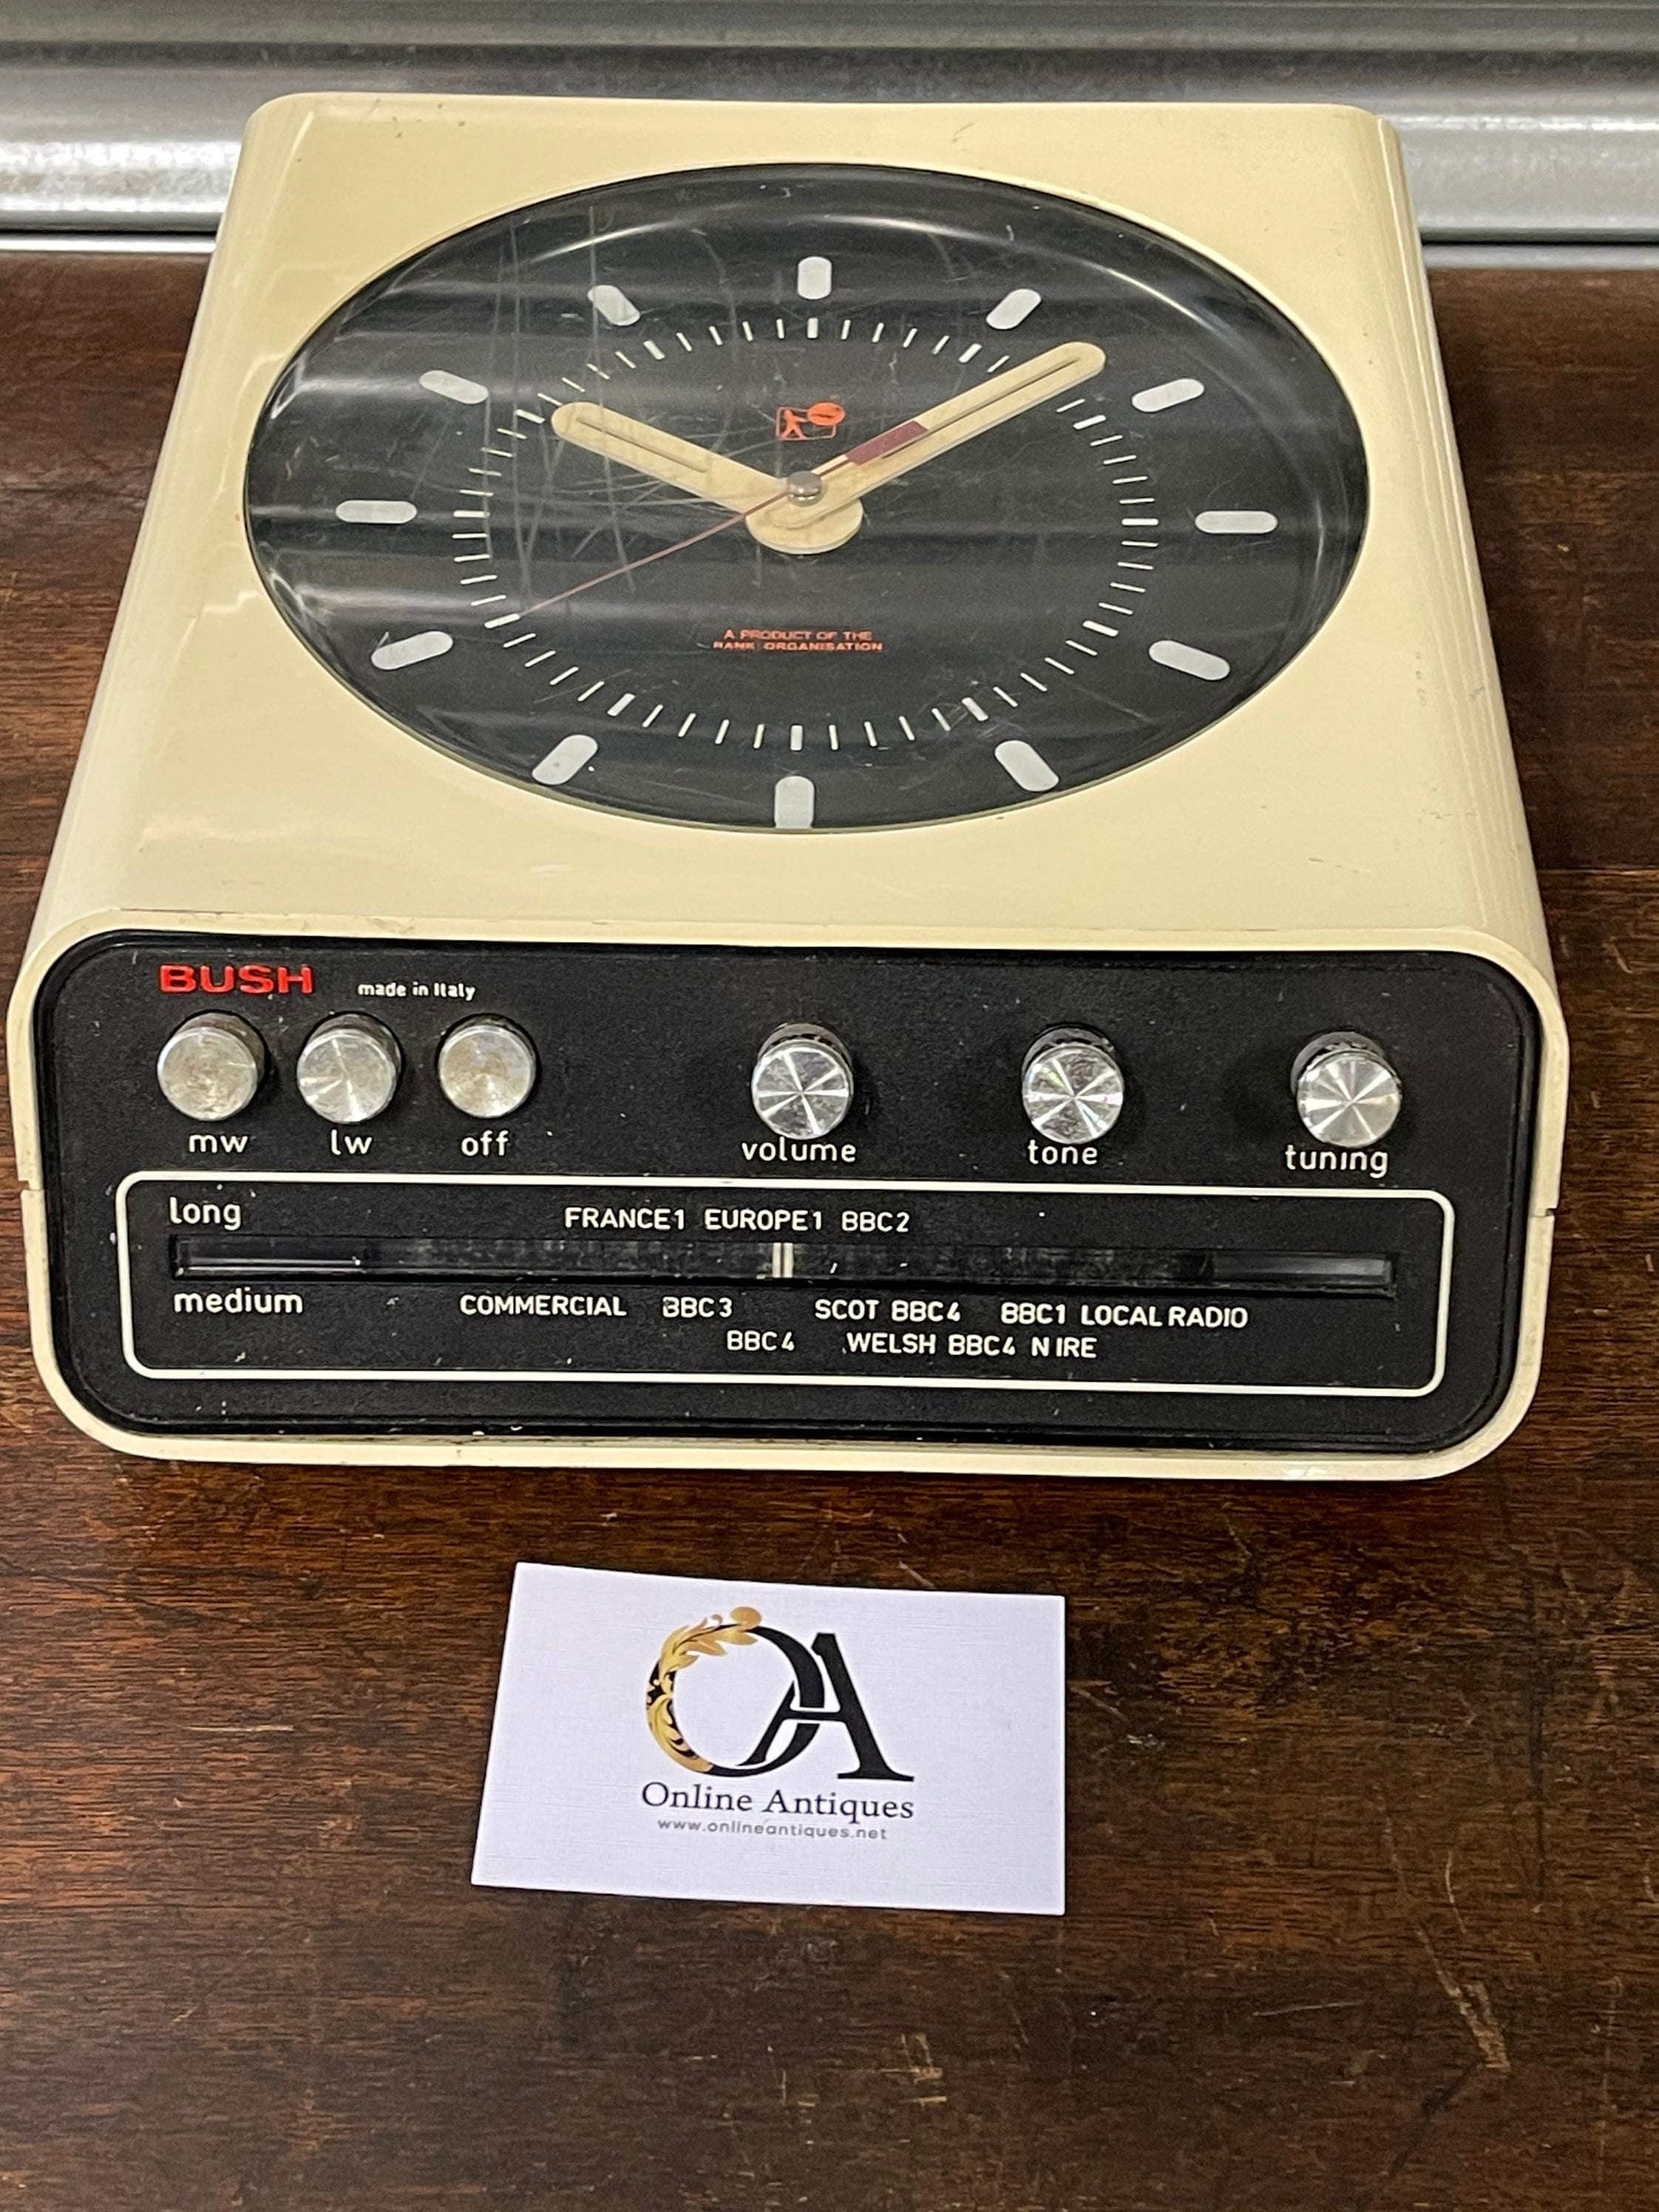 A PRODUCT OF THE
RANK ORGANISATION
BUSH made in Italy
mw lw off volume tone tuning
long FRANCE1 EUROPE1 BBC2
medium COMMERCIAL BBC3 SCOT BBC4 BBC1 LOCAL RADIO
BBC4 WELSH BBC4 N IRE
OA
Online Antiques
www.onlineantiques.net